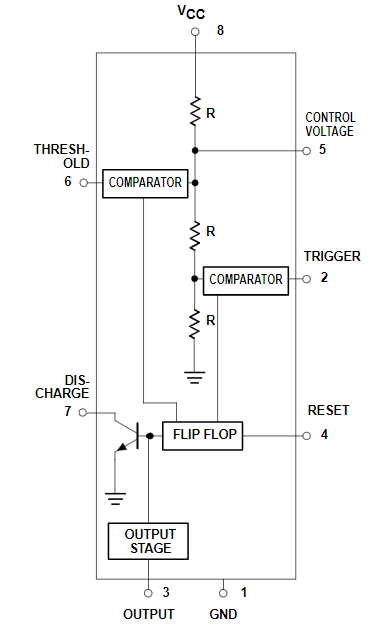 VCC
8
R
CONTROL
VOLTAGE
5
THRESH-
OLD
6
COMPARATOR
R
TRIGGER
2
COMPARATOR
R
DIS-
CHARGE
7
RESET
4
FLIP FLOP
OUTPUT
STAGE
3
1
OUTPUT
GND